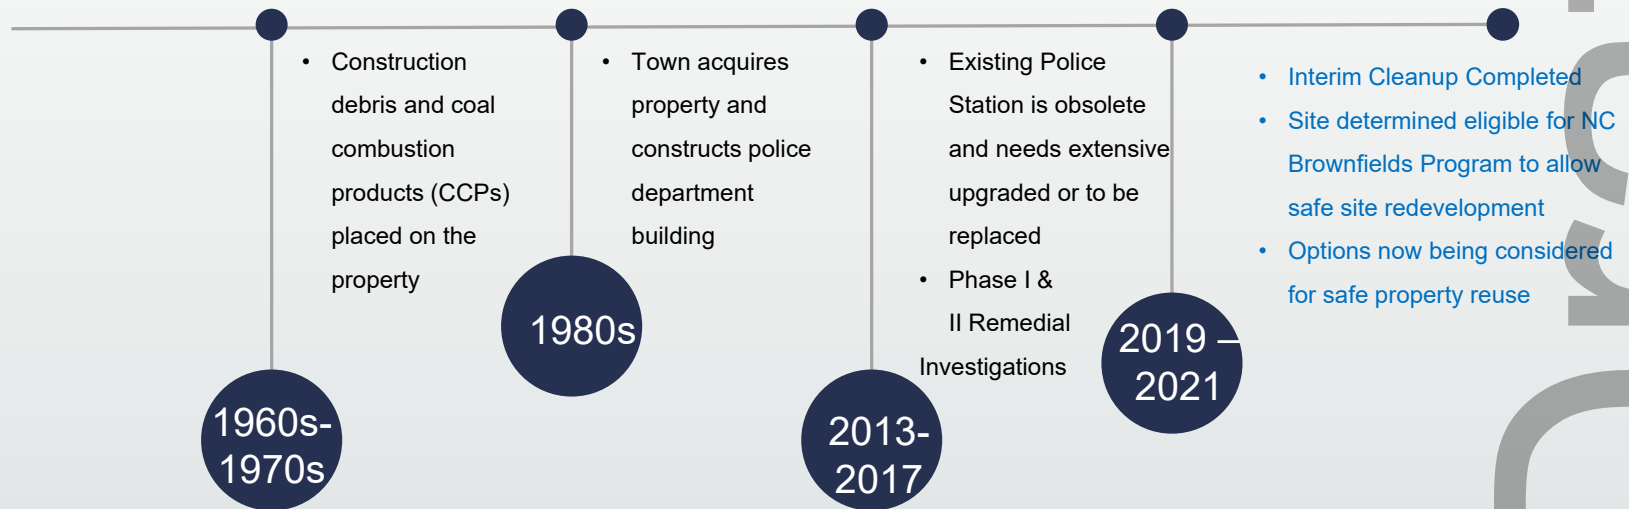 • Construction
debris and coal
combustion
products (CCPs)
placed on the
property
1960s-
1970s
• Town acquires
property and
constructs police
department
building
1980s
• Existing Police
Station is obsolete
and needs extensive
upgraded or to be
replaced
• Phase I &
II Remedial
Investigations
2013-
2017
2019 –
2021
• Interim Cleanup Completed
• Site determined eligible for NC
Brownfields Program to allow
safe site redevelopment
• Options now being considered
for safe property reuse